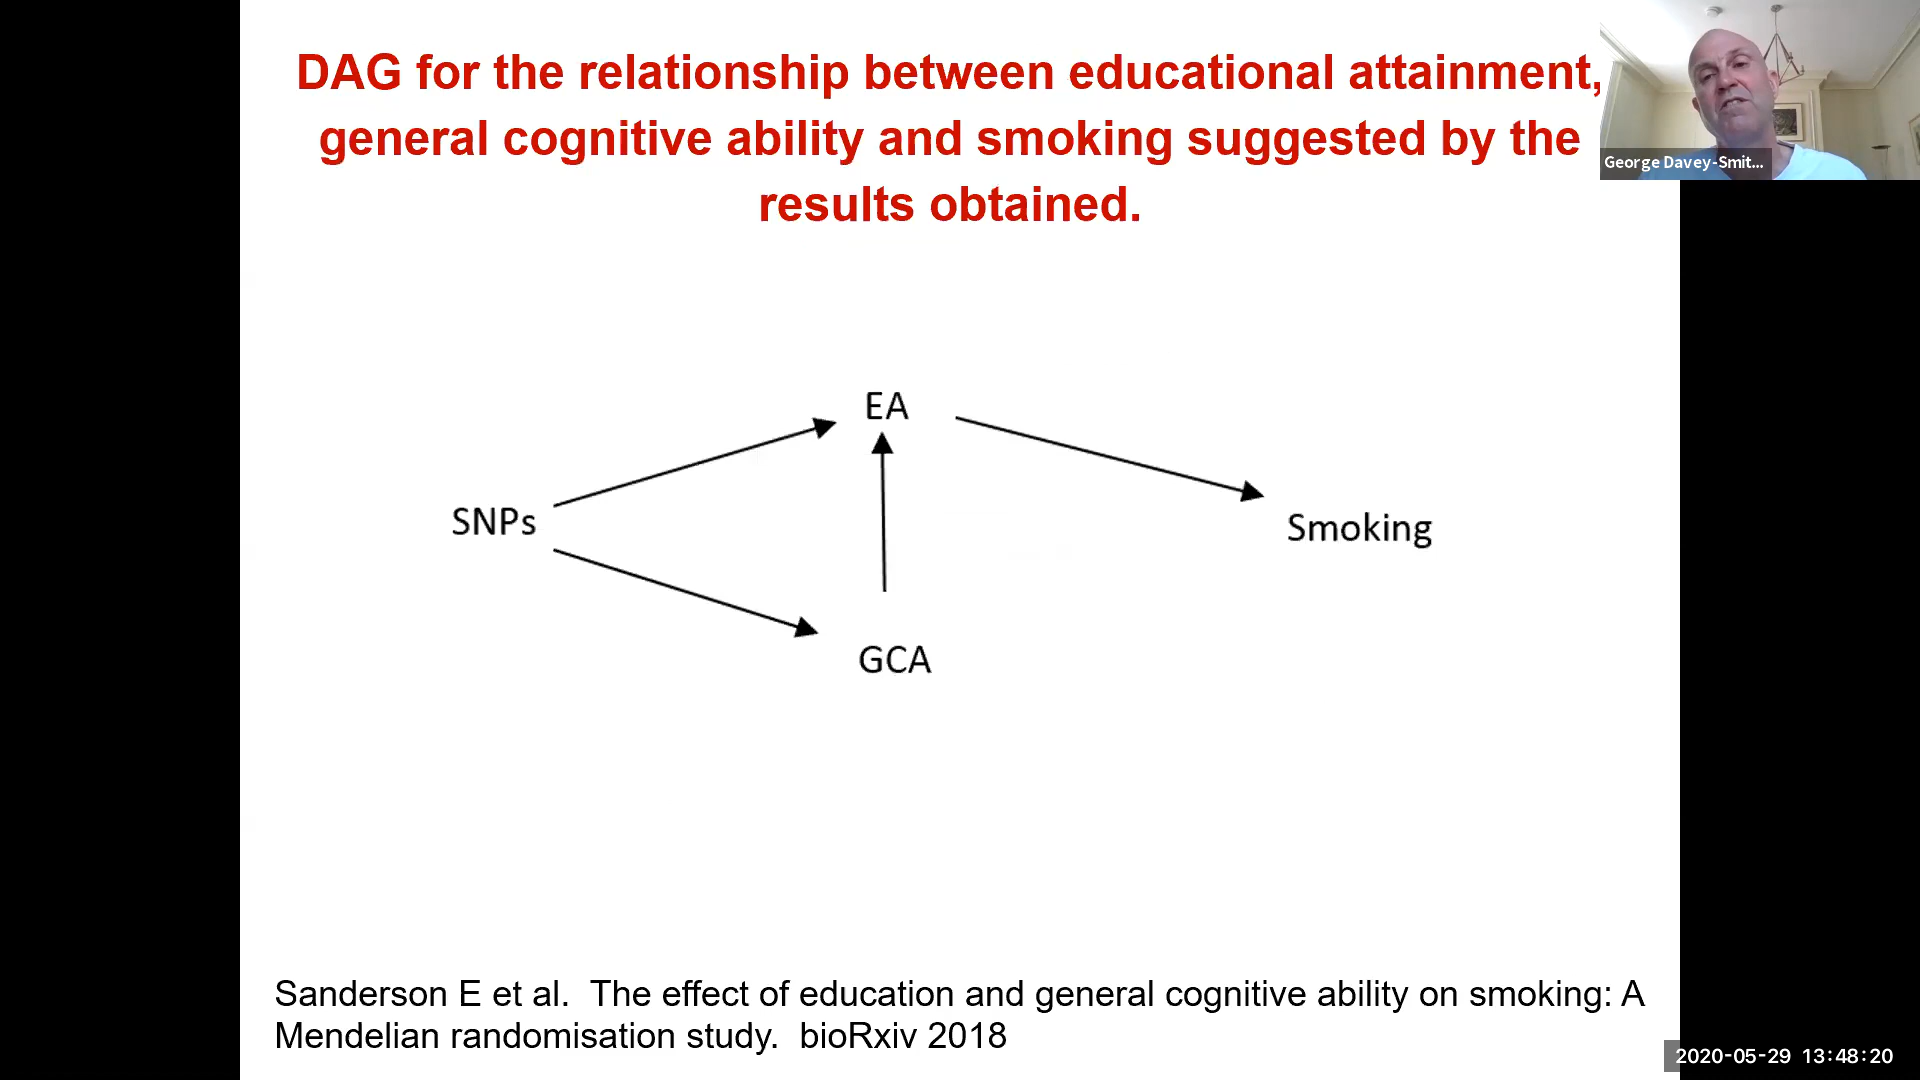 DAG for the relationship between educational attainment,
general cognitive ability and smoking suggested by the
results obtained.
George Davey-Smit...
EA
SNPs
Smoking
GCA
Sanderson E et al.  The effect of education and general cognitive ability on smoking: A
Mendelian randomisation study.  bioRxiv 2018
2020-05-29 13:48:20